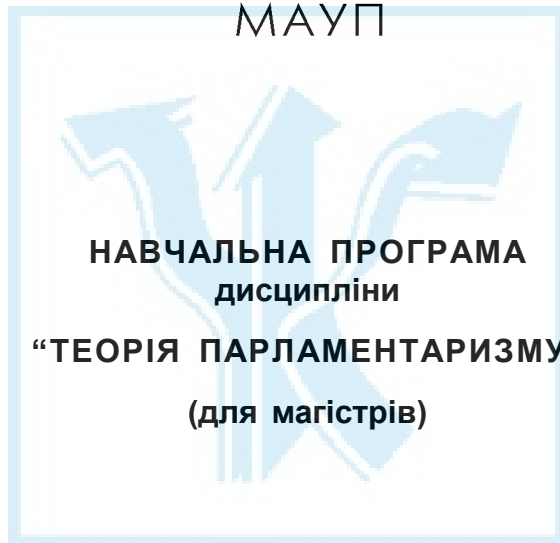 МАУП
НАВЧАЛЬНА ПРОГРАМА
дисципліни
“ТЕОРІЯ ПАРЛАМЕНТАРИЗМУ
(для магістрів)